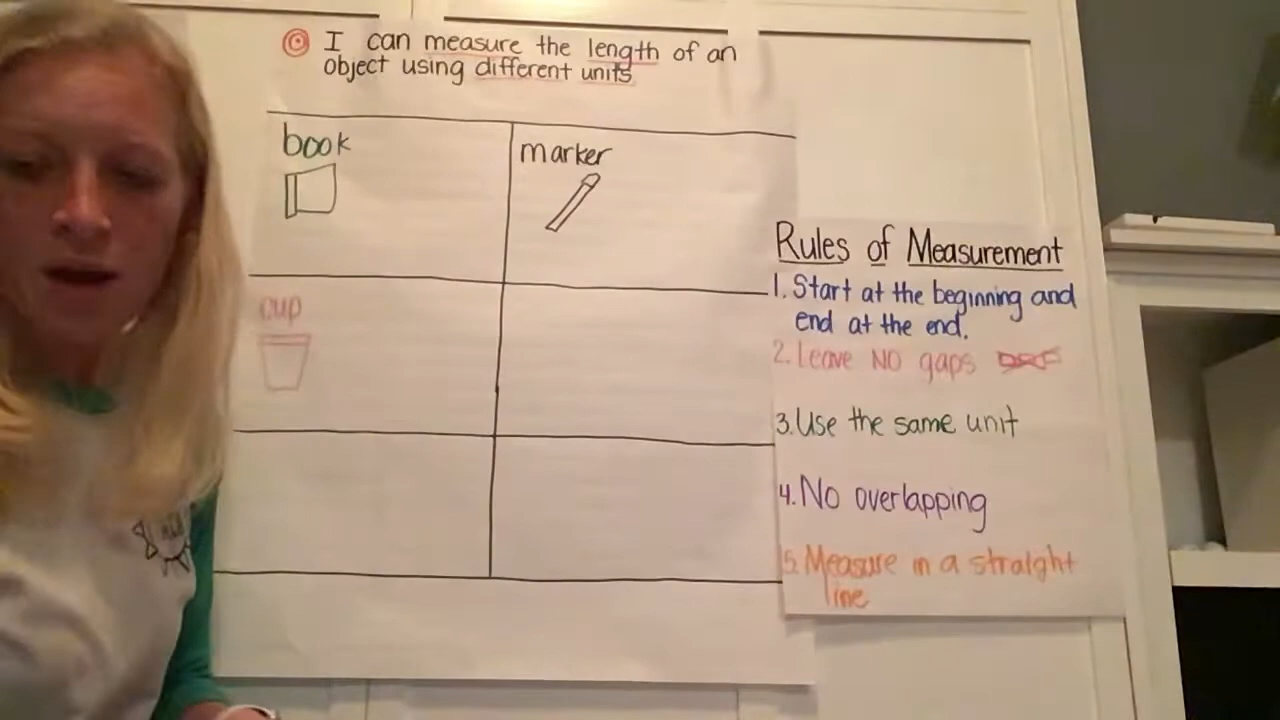 I can measure the length of an
object using different units
book
marker
cup
Rules of Measurement
1. Start at the beginning and
end at the end.
2. Leave NO gaps
3. Use the same unit
4. No overlapping
5. Measure in a straight
line